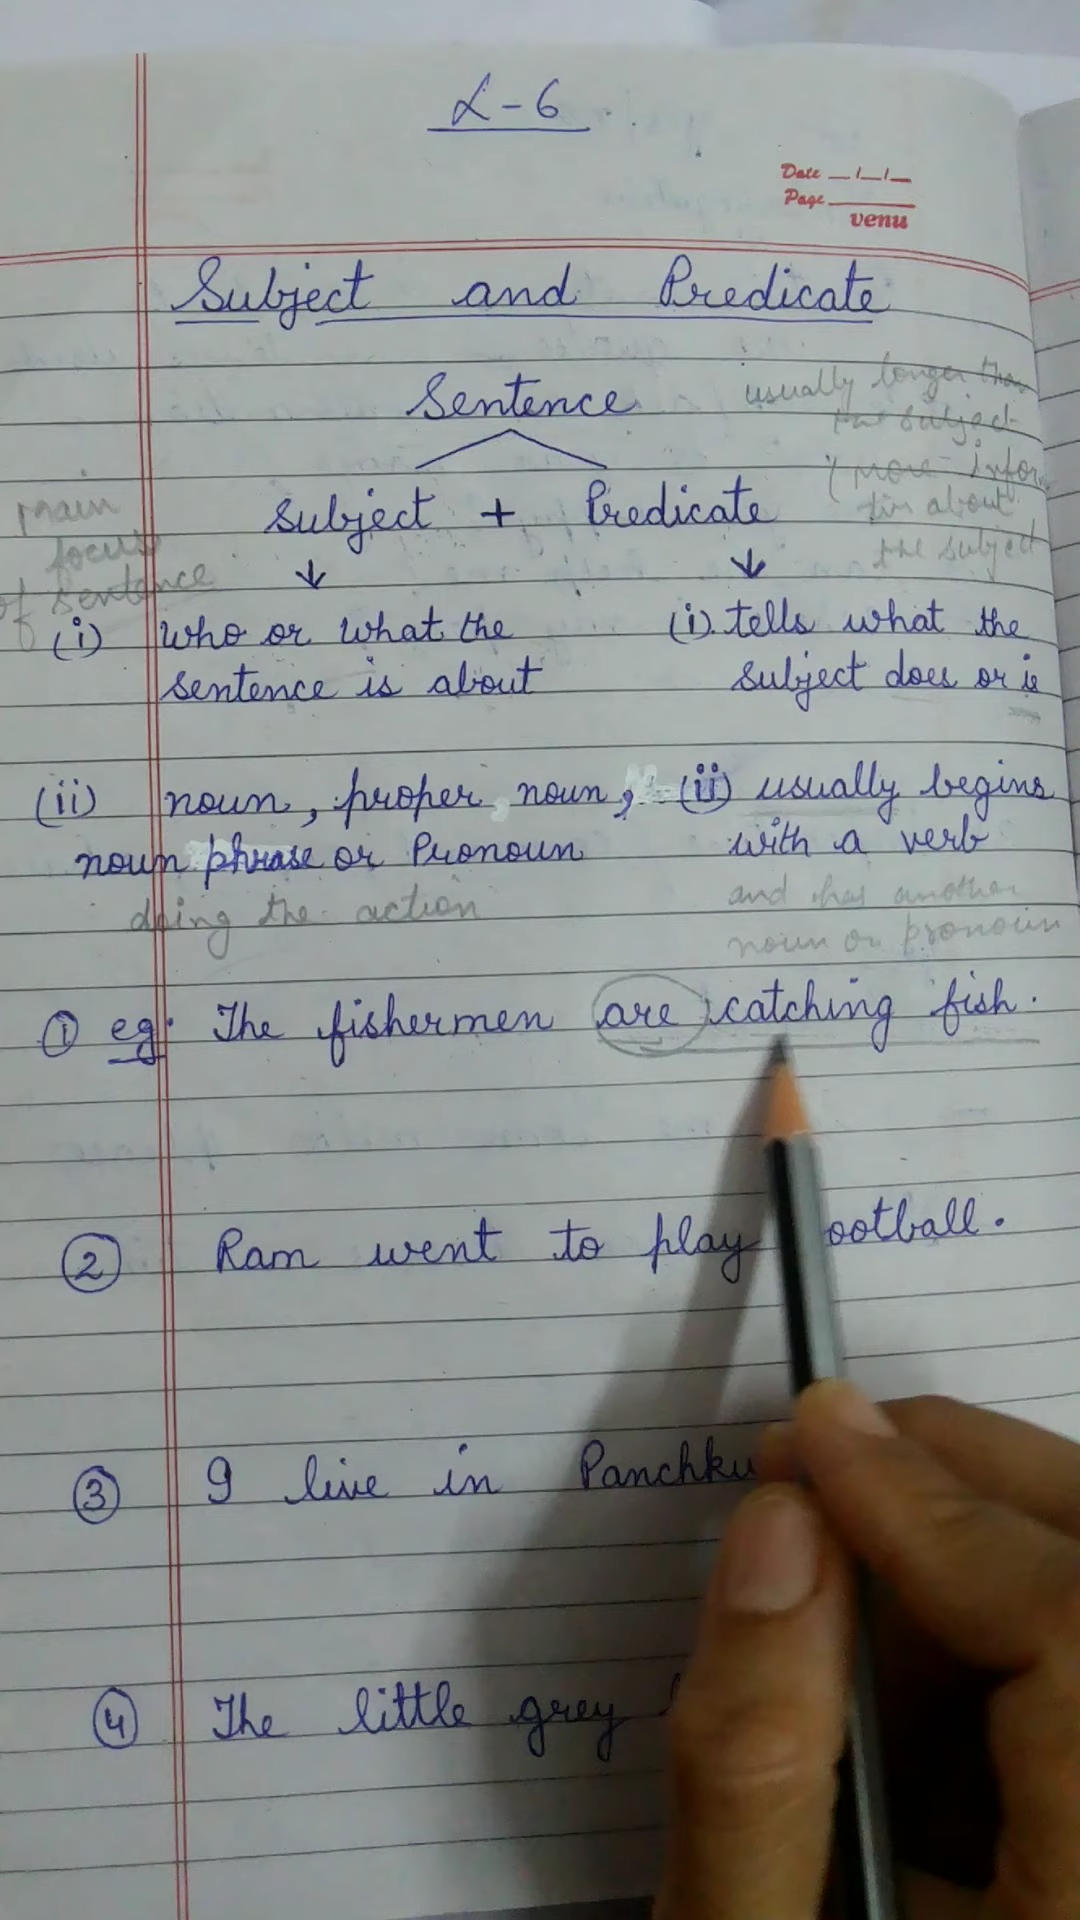 L-6
Date __/__/__
Page
venus
Subject and Predicate
Sentence
usually longer than
the subject
more infor
tion about
the subject
main
focus
of sentence
Subject + Predicate
↓ ↓
(i) who or what the
sentence is about
(i). tells what the
subject does or is
(ii) noun, proper noun,
noun phrase or Pronoun
doing the action
(ii) usually begins
with a verb
and has another
noun or pronoun
① eg: The fishermen are catching fish.
② Ram went to play ootball.
③ I live in Panchku
④ The little grey